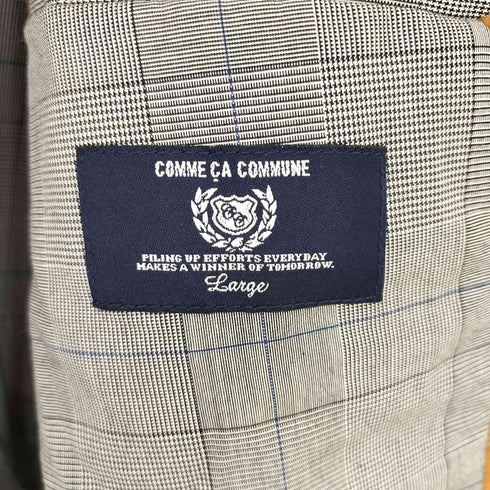 COMME ÇA COMMUNE
PILING UP EFFORTS EVERYDAY
MAKES A WINNER OF TOMORROW.
Large